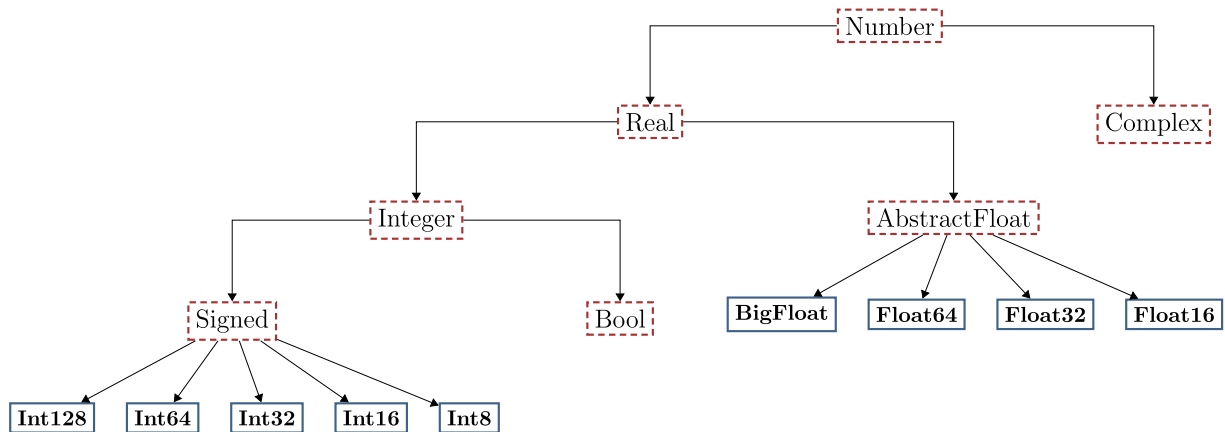 Number
Real
Complex
Integer
AbstractFloat
Signed
Bool
BigFloat
Float64
Float32
Float16
Int128
Int64
Int32
Int16
Int8